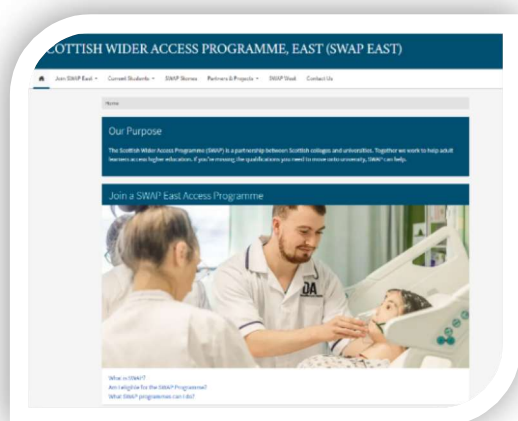 SCOTTISH WIDER ACCESS PROGRAMME, EAST (SWAP EAST)
Join SWAP East Current Students SWAP Stories Partners & Projects SWAP West Contact Us
Home
Our Purpose
The Scottish Wider Access Programme (SWAP) is a partnership between Scottish colleges and universities. Together we work to help adult
learners access higher education. If you're missing the qualifications you need to move onto university, SWAP can help.
Join a SWAP East Access Programme
What is SWAP?
Am I eligible for the SWAP Programme?
What SWAP programmes can I do?